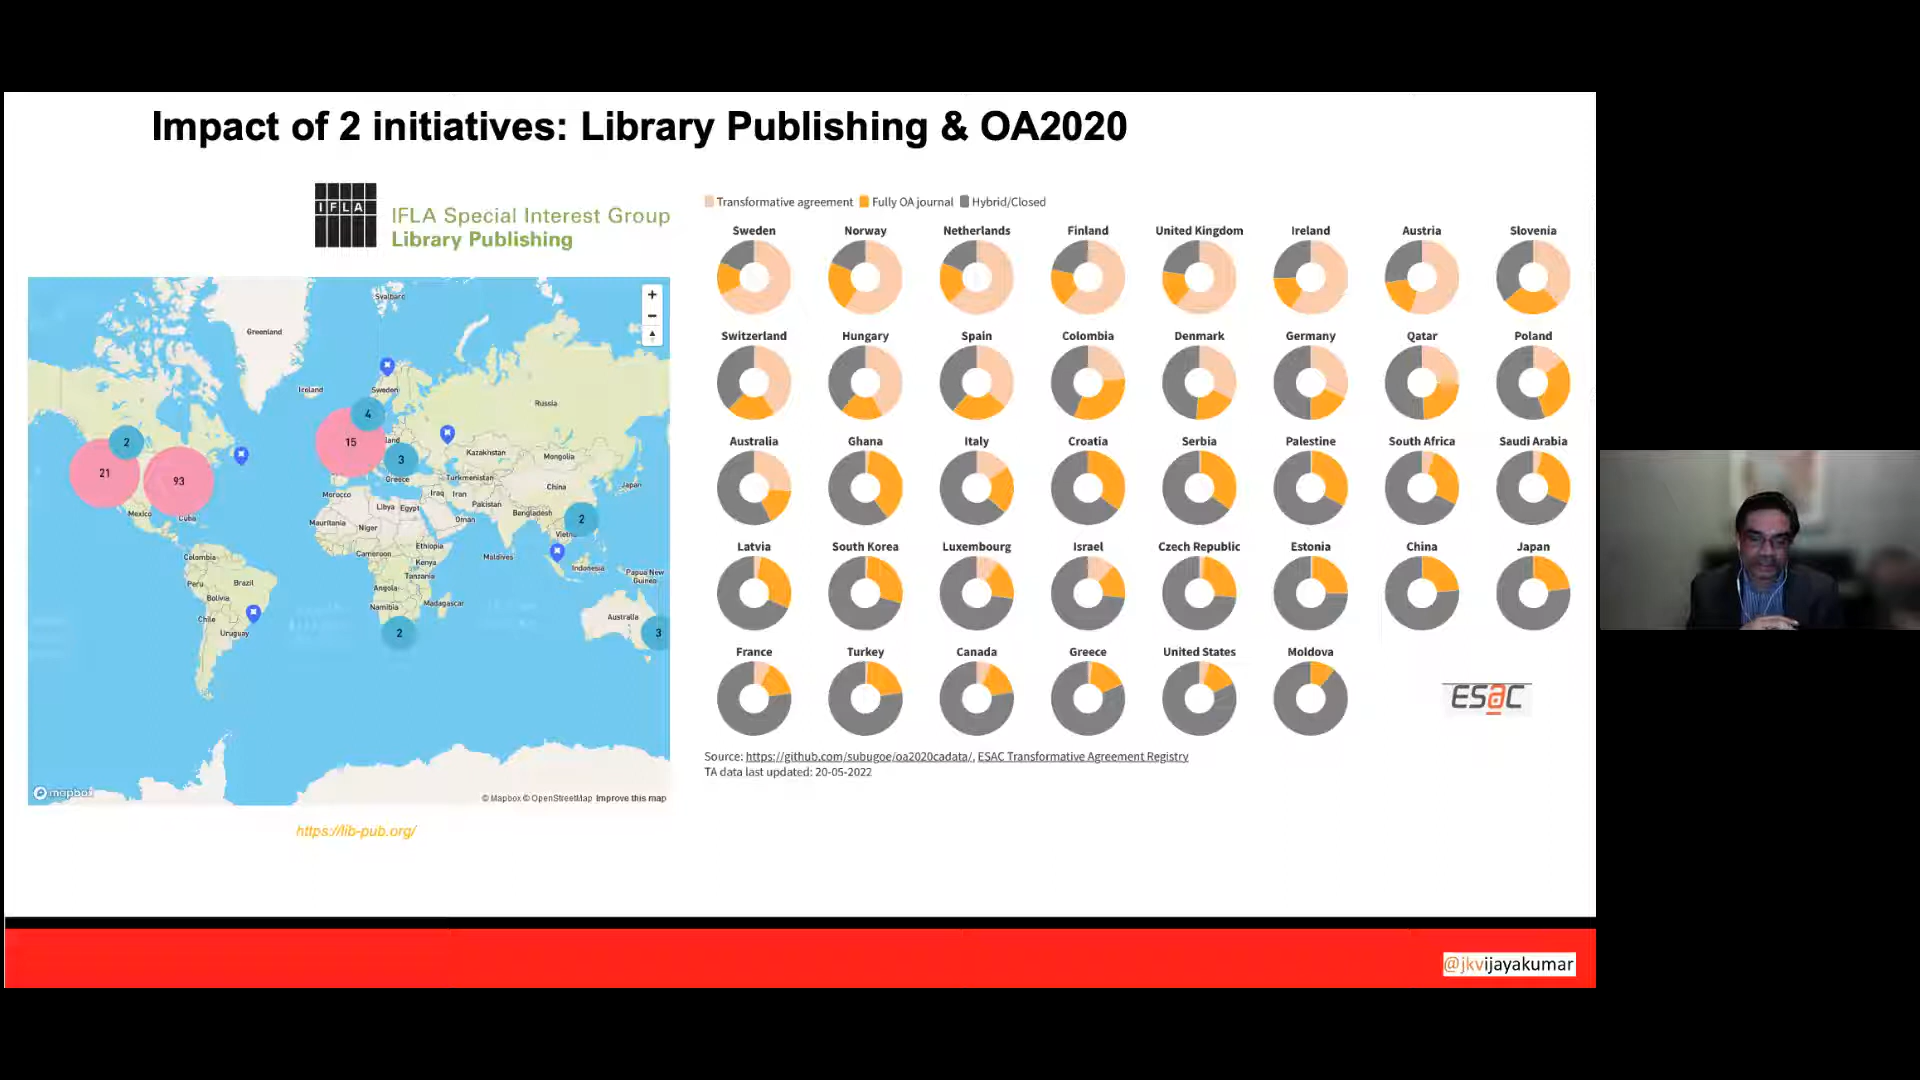 Impact of 2 initiatives: Library Publishing & OA2020
IFLA
IFLA Special Interest Group
Library Publishing
Svalbard
Greenland
Iceland
Sweden
Russia
4
15
land
3
2
21
93
Kazakhstan
Mongolia
Greece
Turkmenistan
China
Japan
Morocco
Iraq
Iran
Pakistan
Libya
Egypt
Bangladesh
Oman
Mexico
Cuba
Mauritania
Niger
2
Vietn
Colombia
Cameroon
Ethiopia
Kenya
Maldives
Indonesia
Papua New
Guinea
Peru
Brazil
Tanzania
Bolivia
Angola
Namibia
Madagascar
Chile
Uruguay
Australia
2
3
mapbox
© Mapbox © OpenStreetMap Improve this map
https://lib-pub.org/
Transformative agreement Fully OA journal Hybrid/Closed
Sweden Norway Netherlands Finland United Kingdom Ireland Austria Slovenia
Switzerland Hungary Spain Colombia Denmark Germany Qatar Poland
Australia Ghana Italy Croatia Serbia Palestine South Africa Saudi Arabia
Latvia South Korea Luxembourg Israel Czech Republic Estonia China Japan
France Turkey Canada Greece United States Moldova
ESaC
Source: https://github.com/subugoe/oa2020cadata/, ESAC Transformative Agreement Registry
TA data last updated: 20-05-2022
@jkvijayakumar